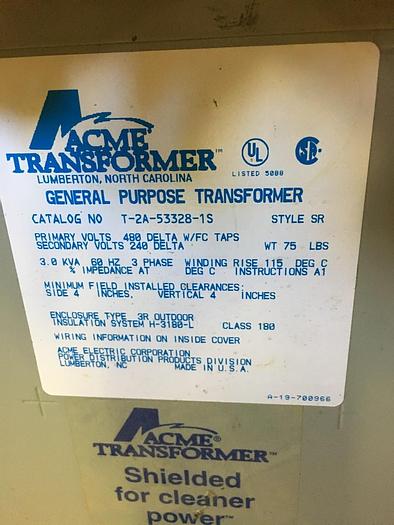 ACME
TRANSFORMER™
LUMBERTON, NORTH CAROLINA
UL
LISTED 5000
GENERAL PURPOSE TRANSFORMER
CATALOG NO T-2A-53328-1S STYLE SR
PRIMARY VOLTS 480 DELTA W/FC TAPS
SECONDARY VOLTS 240 DELTA WT 75 LBS
3.0 KVA 60 HZ 3 PHASE WINDING RISE 115 DEG C
% IMPEDANCE AT DEG C INSTRUCTIONS A1
MINIMUM FIELD INSTALLED CLEARANCES:
SIDE 4 INCHES, VERTICAL 4 INCHES
ENCLOSURE TYPE 3R OUTDOOR
INSULATION SYSTEM H-3180-L CLASS 180
WIRING INFORMATION ON INSIDE COVER
ACME ELECTRIC CORPORATION
POWER DISTRIBUTION PRODUCTS DIVISION
LUMBERTON, NC MADE IN U.S.A.
A-19-700966
ACME®
TRANSFORMER™
Shielded
for cleaner
power™